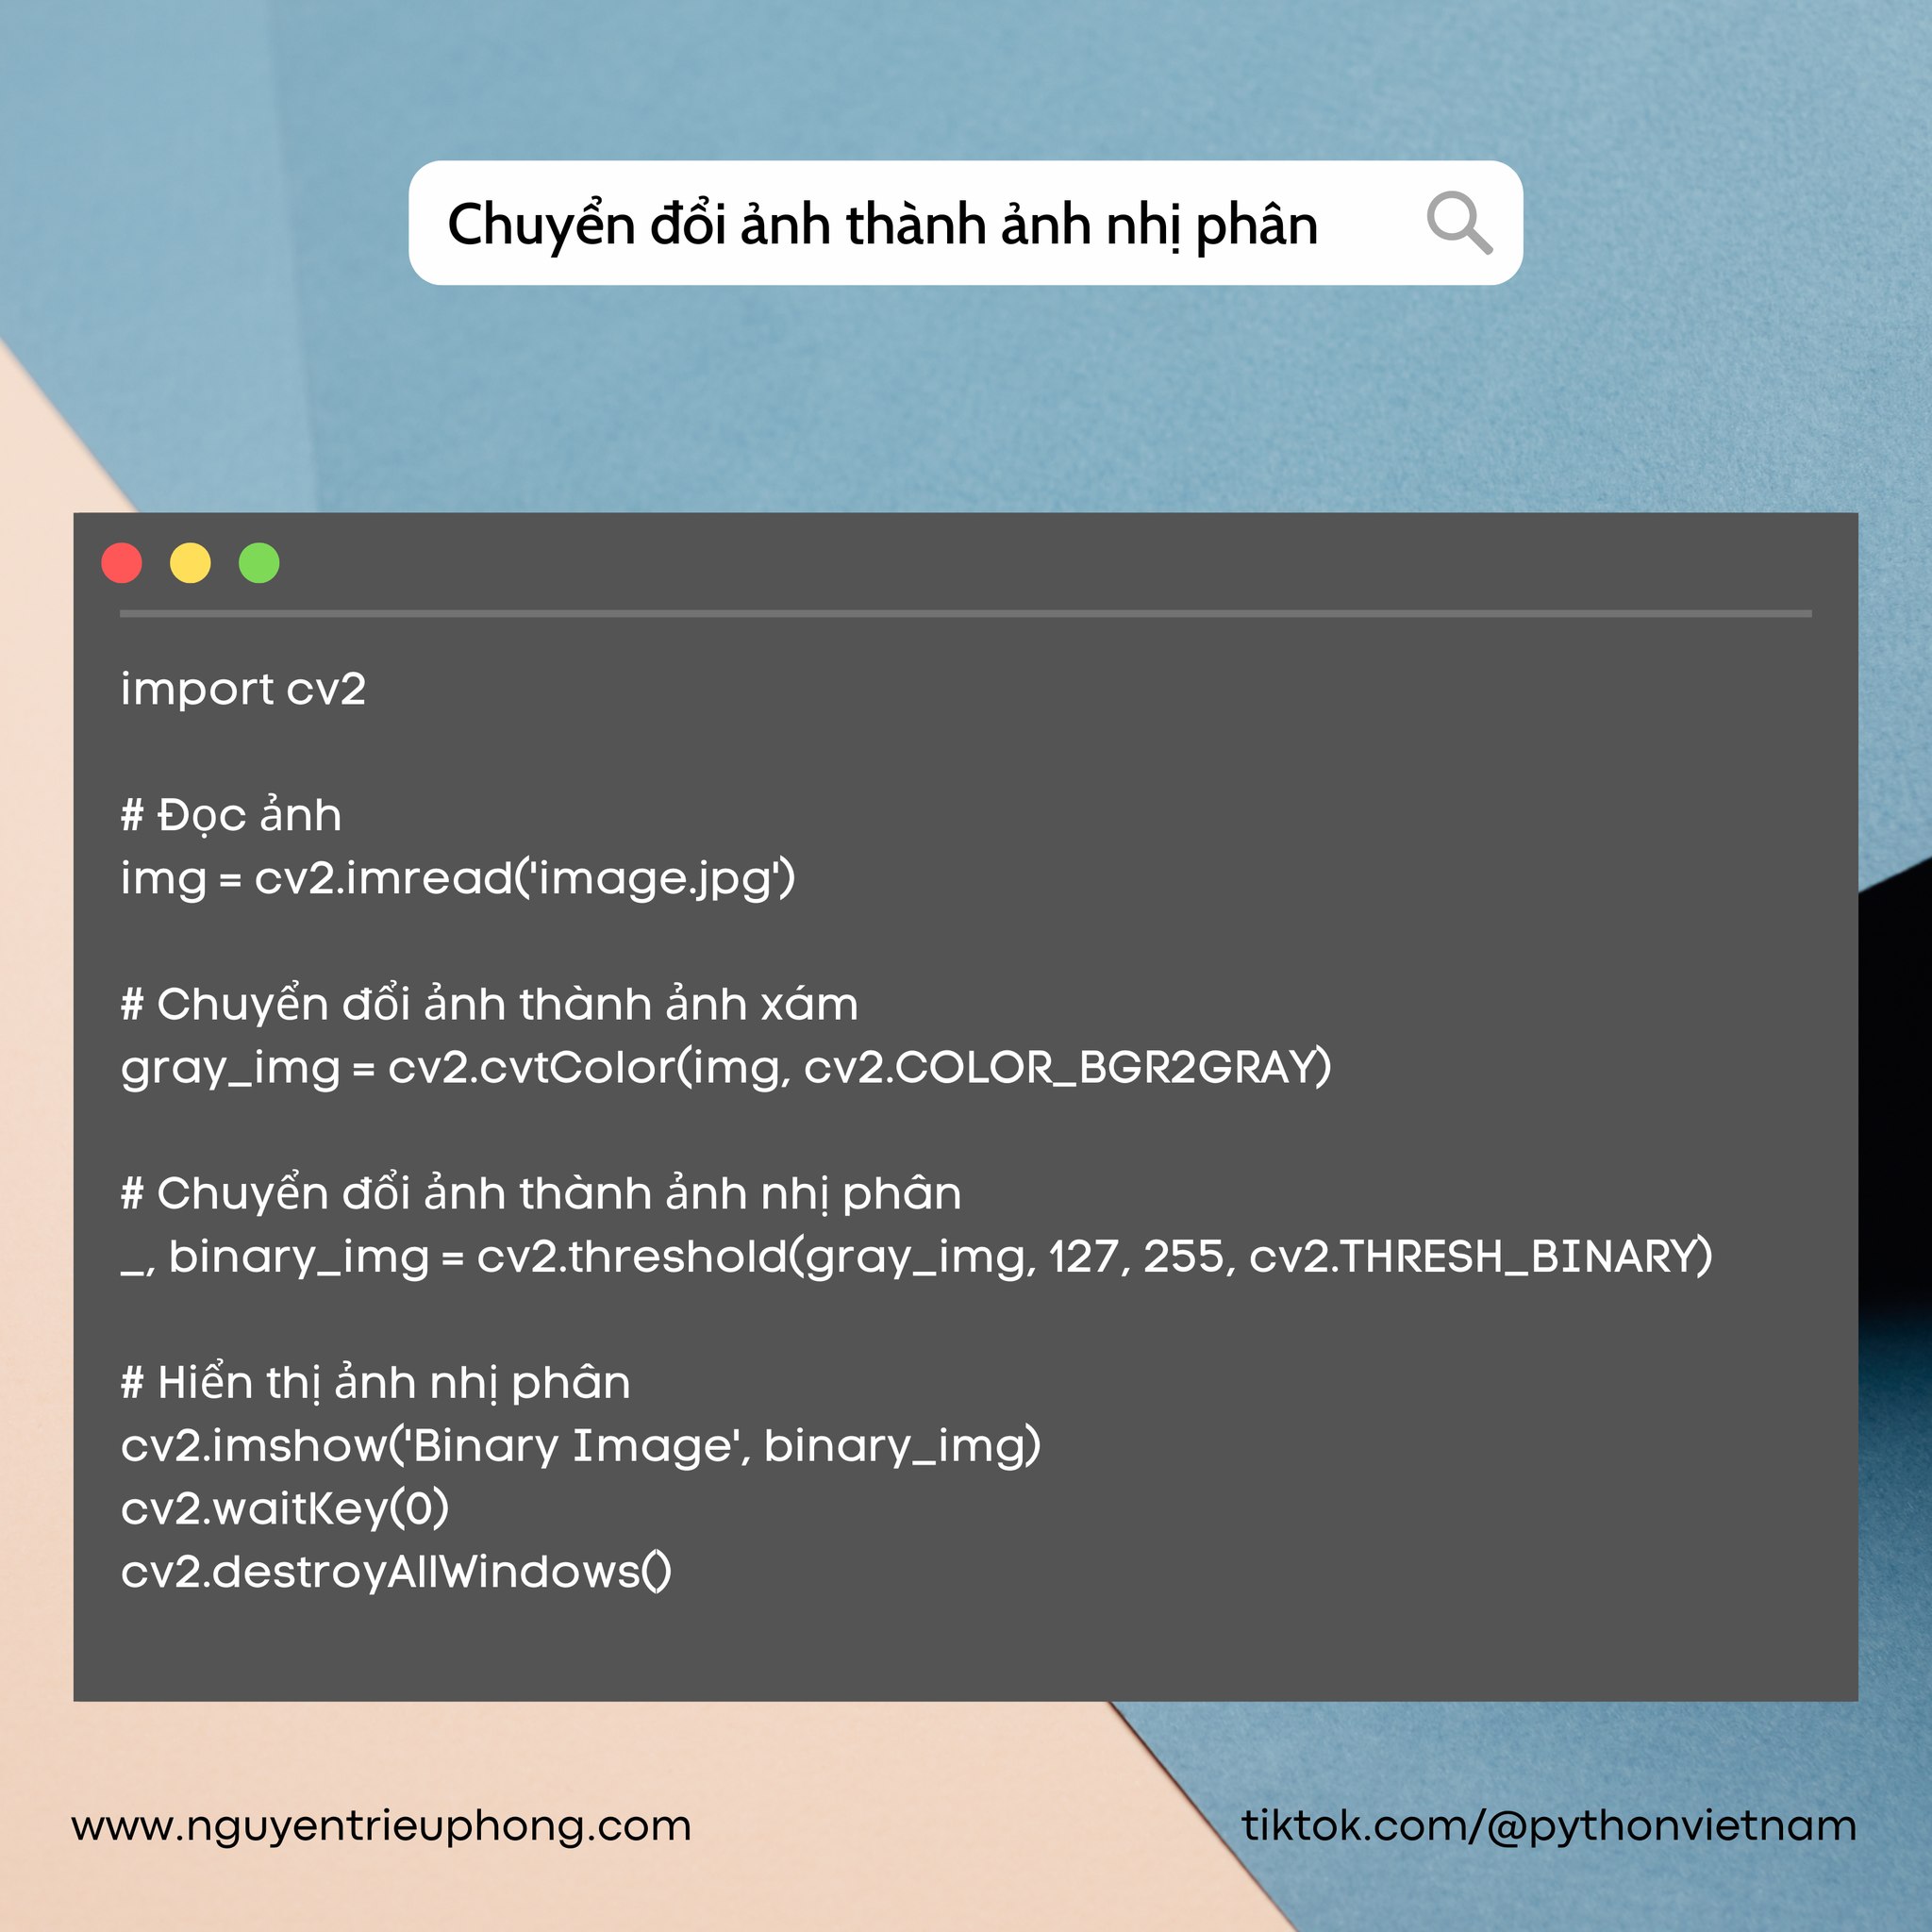 Chuyển đổi ảnh thành ảnh nhị phân
import cv2
# Đọc ảnh
img = cv2.imread('image.jpg')
# Chuyển đổi ảnh thành ảnh xám
gray_img = cv2.cvtColor(img, cv2.COLOR_BGR2GRAY)
# Chuyển đổi ảnh thành ảnh nhị phân
_, binary_img = cv2.threshold(gray_img, 127, 255, cv2.THRESH_BINARY)
# Hiển thị ảnh nhị phân
cv2.imshow('Binary Image', binary_img)
cv2.waitKey(0)
cv2.destroyAllWindows()
www.nguyentrieuphong.com
tiktok.com/@pythonvietnam